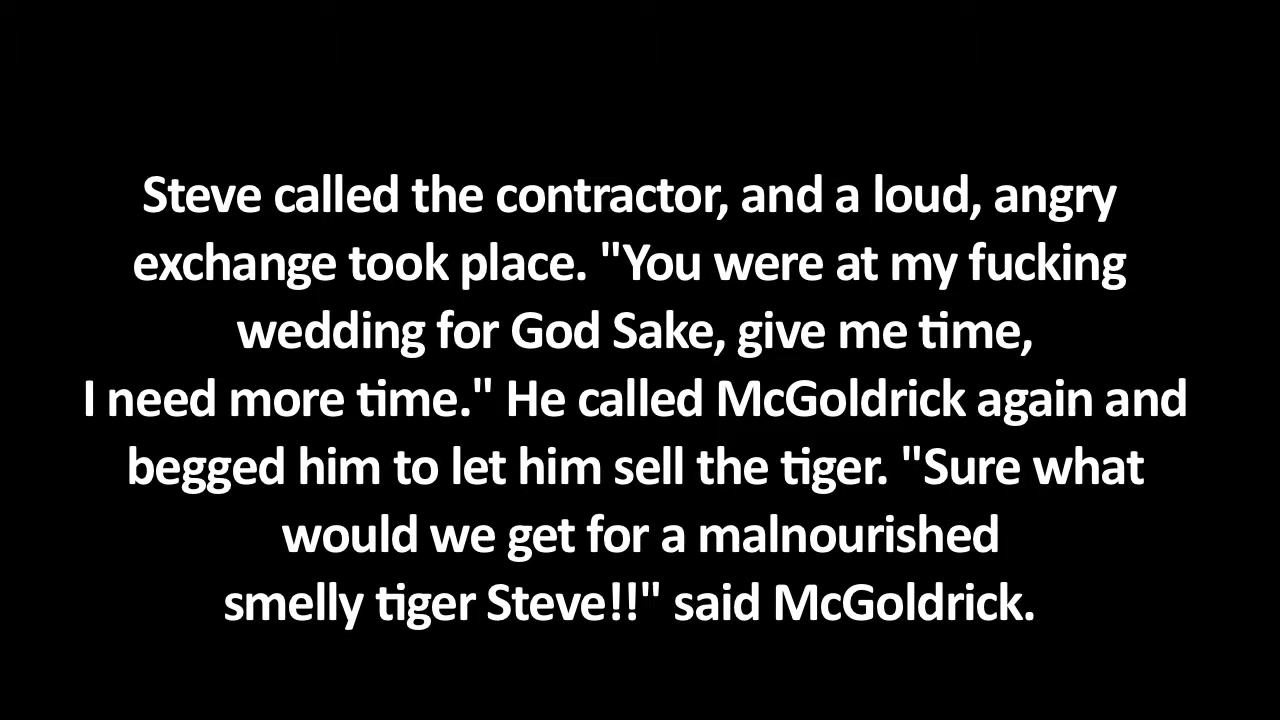 Steve called the contractor, and a loud, angry
exchange took place. "You were at my fucking
wedding for God Sake, give me time,
I need more time." He called McGoldrick again and
begged him to let him sell the tiger. "Sure what
would we get for a malnourished
smelly tiger Steve!!" said McGoldrick.